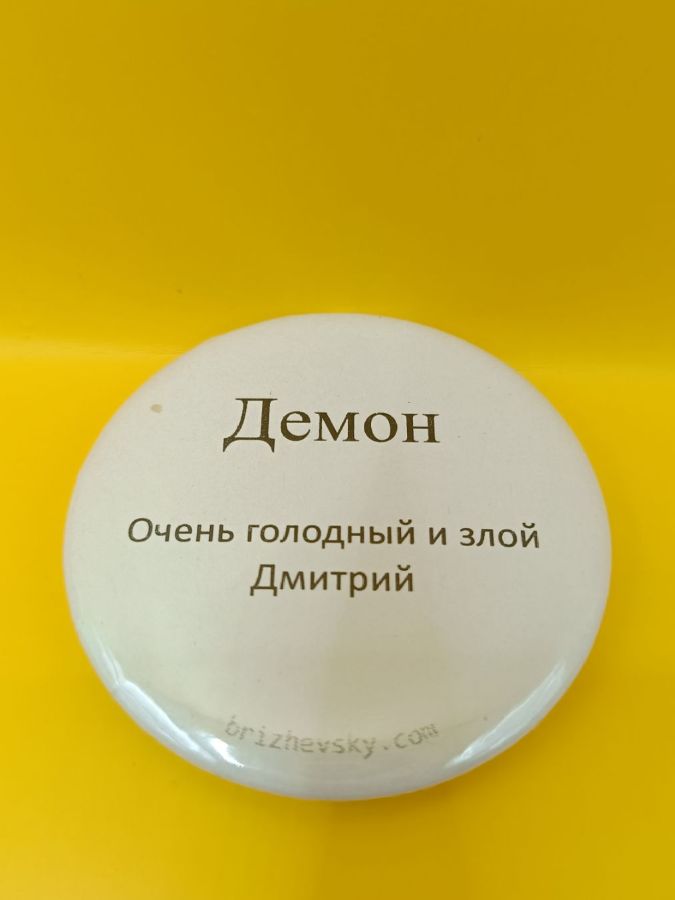 Демон
Очень голодный и злой
Дмитрий
brizhevsky.com